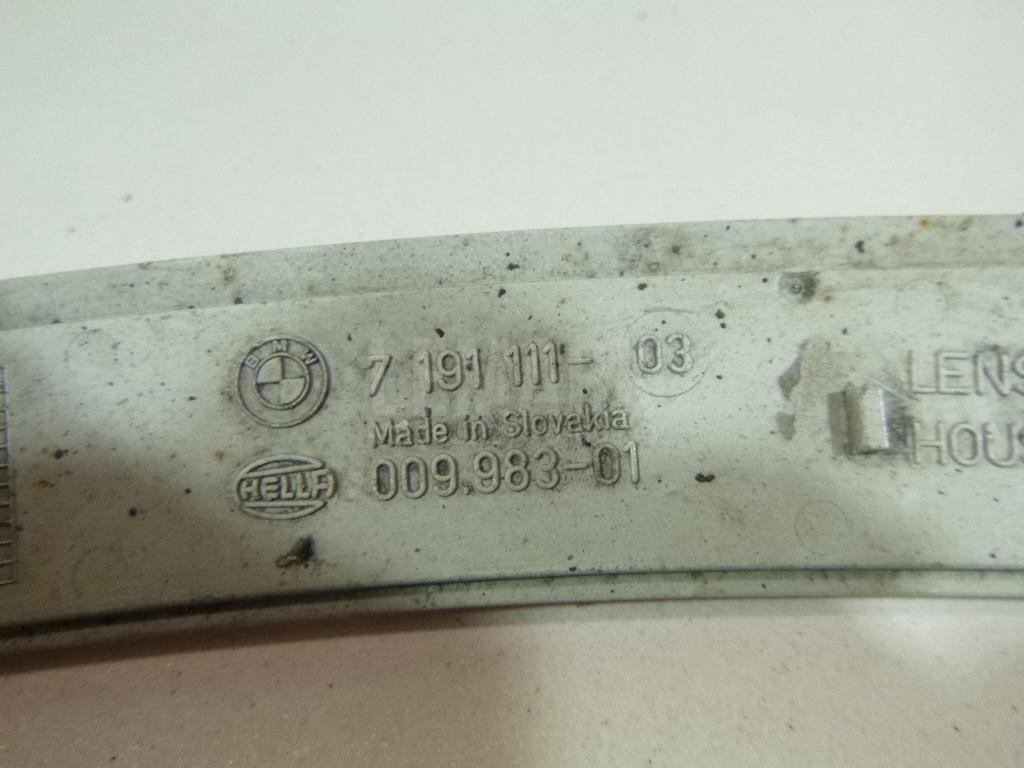 BMW
7 191 111- 03
Made in Slovakia
HELLA
009.983-01
LENS
HOUS